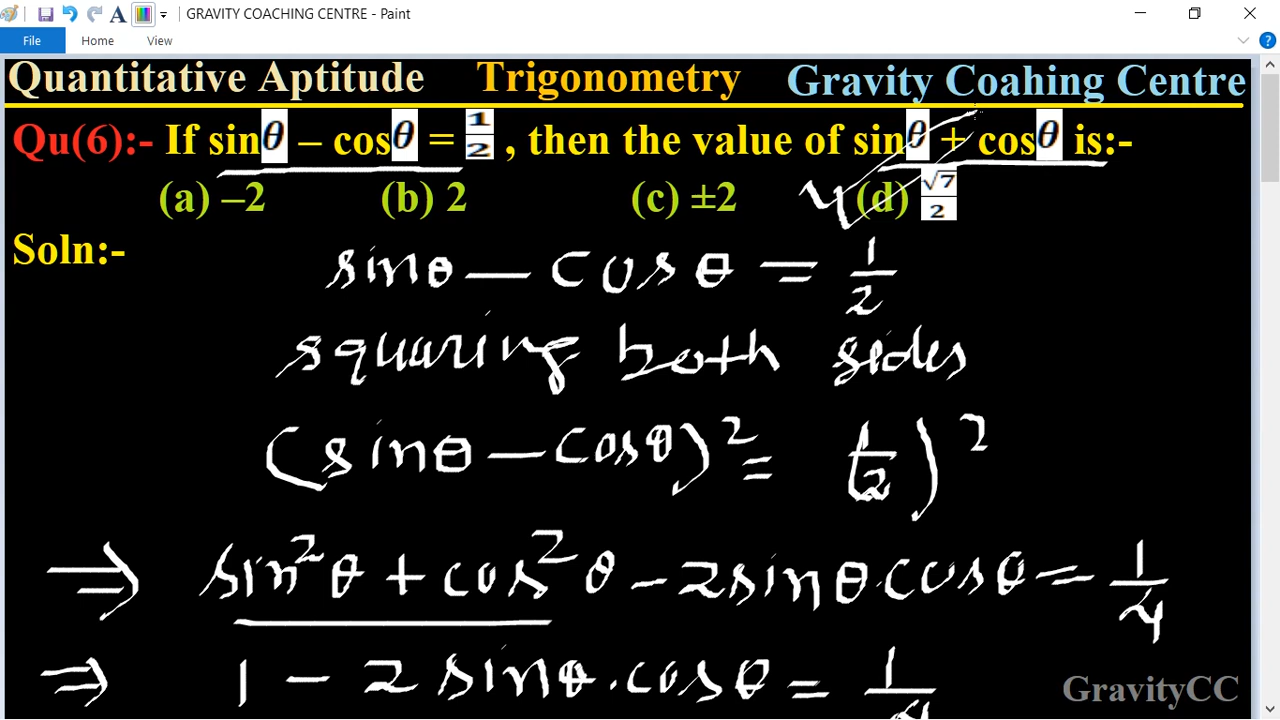 GRAVITY COACHING CENTRE - Paint
File Home View
Quantitative Aptitude Trigonometry Gravity Coahing Centre
Qu(6):- If sinθ – cosθ = 1/2 , then the value of sinθ + cosθ is:-
(a) –2 (b) 2 (c) ±2 (d) √7/2
Soln:-
sinθ – cosθ = 1/2
squaring both sides
(sinθ – cosθ)² = (1/2)²
⇒ sin²θ + cos²θ – 2sinθ.cosθ = 1/4
⇒ 1 – 2sinθ.cosθ = 1/4
GravityCC